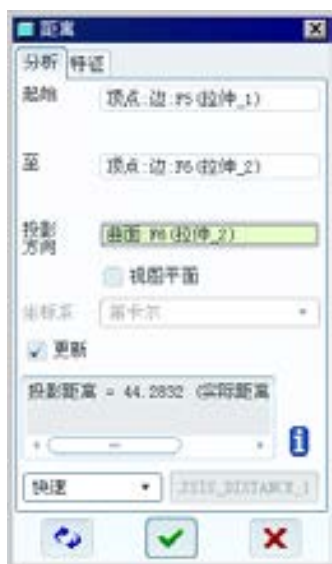 距离
分析 特征
起始 顶点:边:F5(拉伸_1)
至 顶点:边:F6(拉伸_2)
投影
方向 曲面:F6(拉伸_2)
视图平面
坐标系 笛卡尔
更新
投影距离 = 44.2832 (实际距离
快速